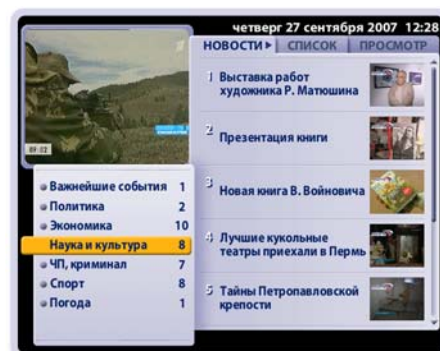 четверг 27 сентября 2007 12:28
НОВОСТИ СПИСОК ПРОСМОТР
1 Выставка работ
художника Р. Матюшина
2 Презентация книги
3 Новая книга В. Войновича
4 Лучшие кукольные
театры приехали в Пермь
5 Тайны Петропавловской
крепости
09:02
Важнейшие события 1
Политика 2
Экономика 10
Наука и культура 8
ЧП, криминал 7
Спорт 8
Погода 1